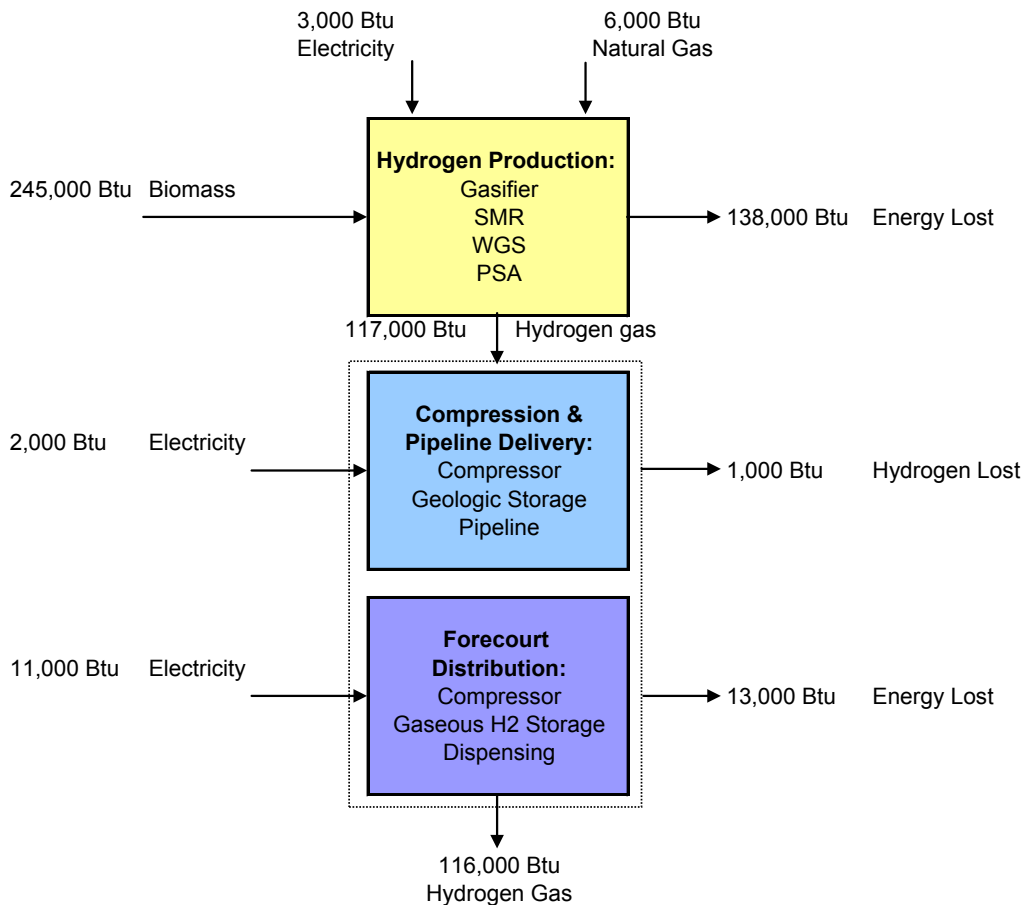 3,000 Btu
Electricity
6,000 Btu
Natural Gas
245,000 Btu Biomass
Hydrogen Production:
Gasifier
SMR
WGS
PSA
138,000 Btu Energy Lost
117,000 Btu Hydrogen gas
2,000 Btu Electricity
Compression &
Pipeline Delivery:
Compressor
Geologic Storage
Pipeline
1,000 Btu Hydrogen Lost
11,000 Btu Electricity
Forecourt
Distribution:
Compressor
Gaseous H2 Storage
Dispensing
13,000 Btu Energy Lost
116,000 Btu
Hydrogen Gas